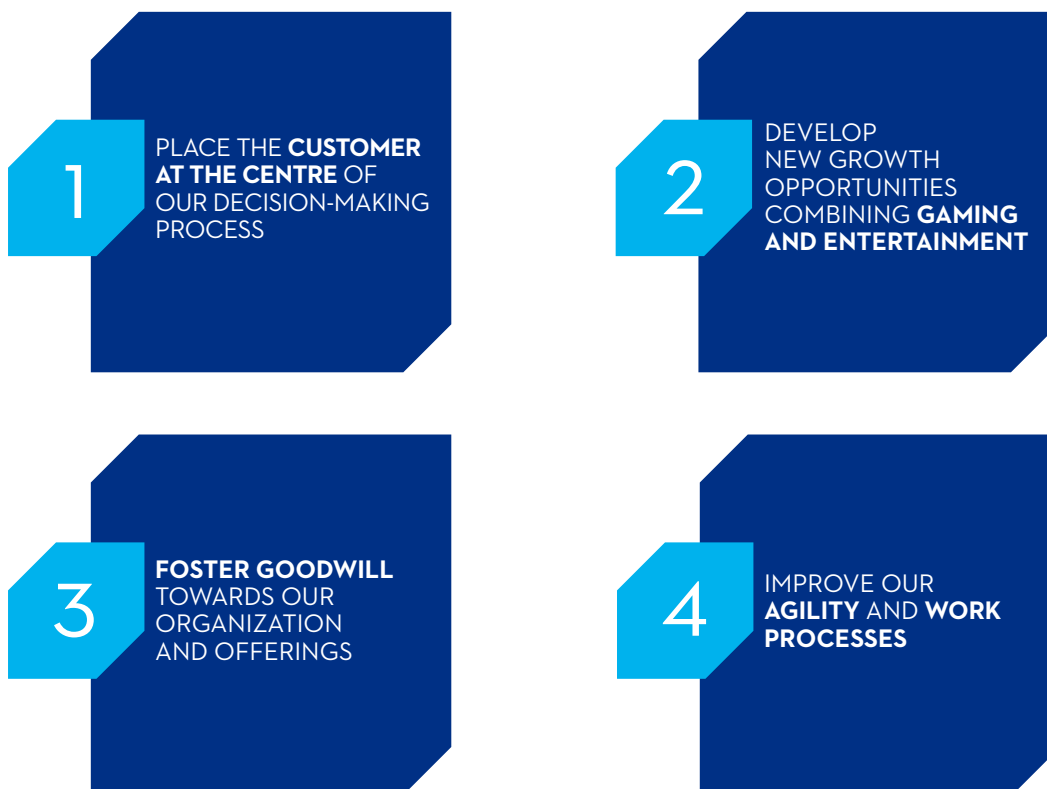 1
PLACE THE CUSTOMER
AT THE CENTRE OF
OUR DECISION-MAKING
PROCESS
2
DEVELOP
NEW GROWTH
OPPORTUNITIES
COMBINING GAMING
AND ENTERTAINMENT
3
FOSTER GOODWILL
TOWARDS OUR
ORGANIZATION
AND OFFERINGS
4
IMPROVE OUR
AGILITY AND WORK
PROCESSES